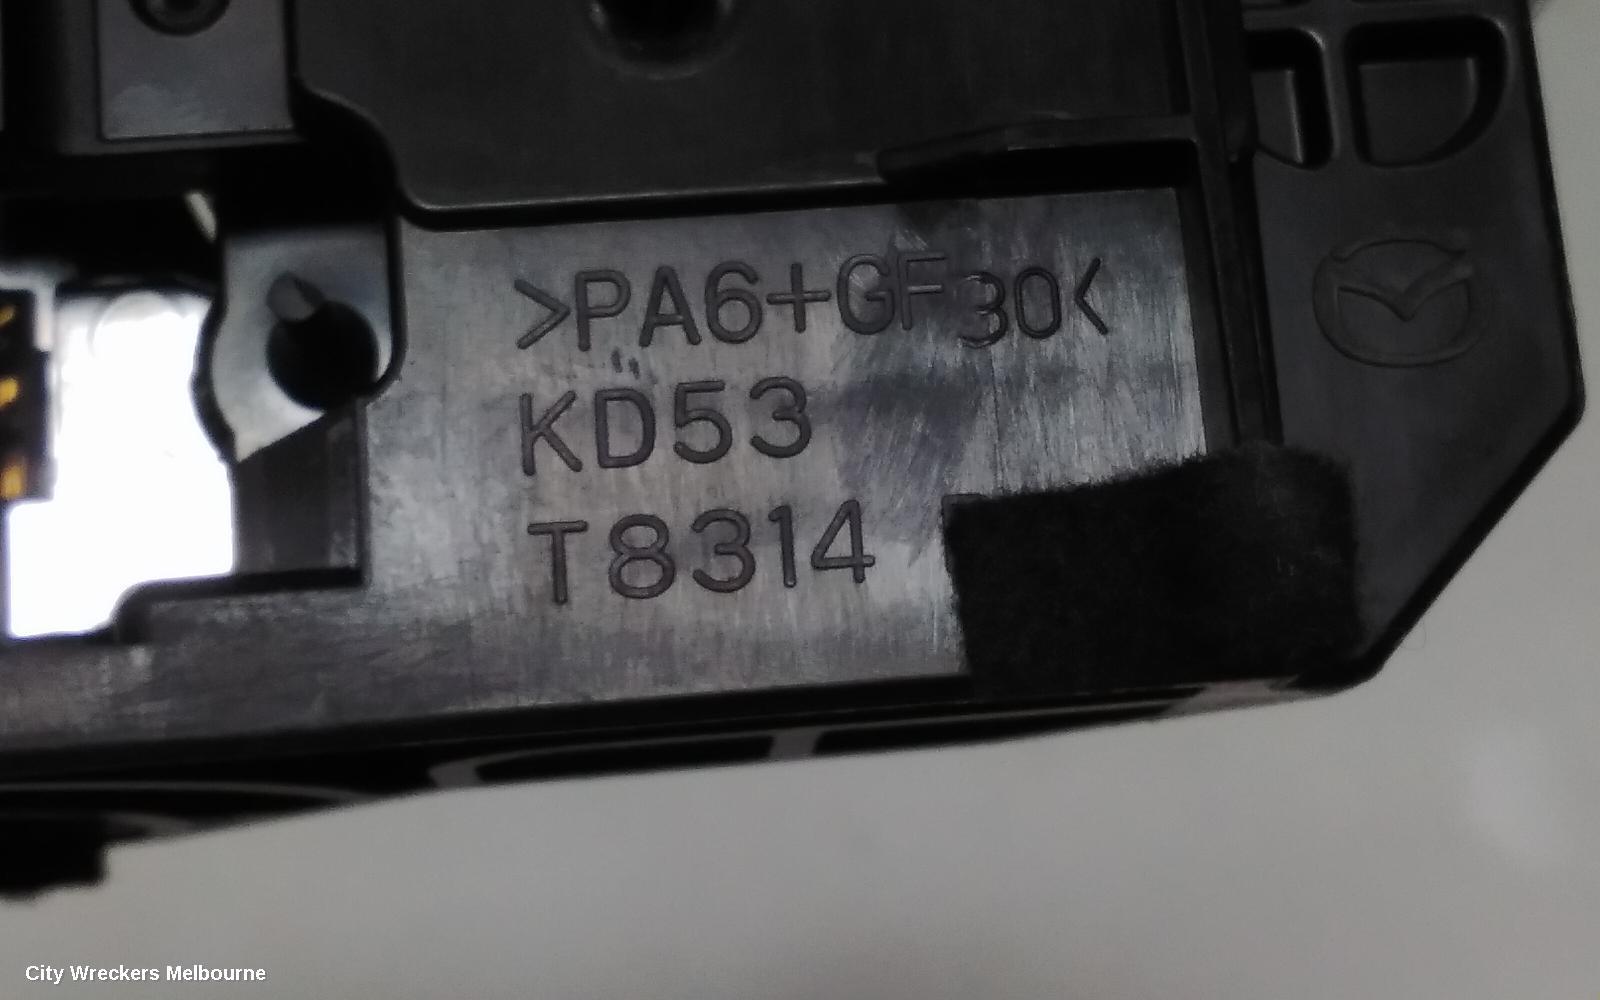 >PA6+GF30<
KD53
T8314
City Wreckers Melbourne